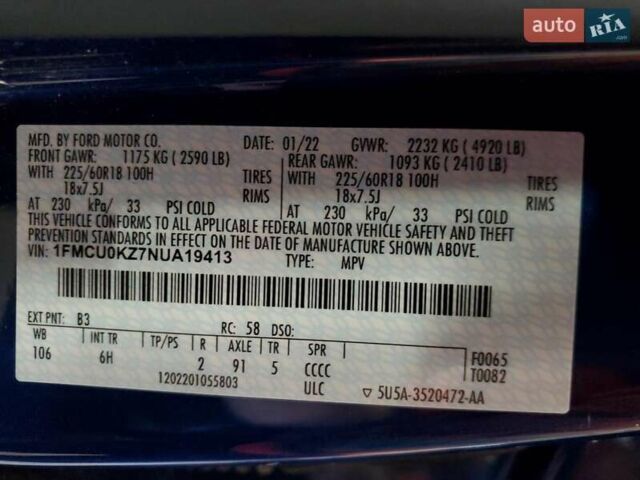 auto RIA.com
MFD. BY FORD MOTOR CO. DATE: 01/22 GVWR: 2232 KG ( 4920 LB)
FRONT GAWR: 1175 KG ( 2590 LB) REAR GAWR: 1093 KG ( 2410 LB)
WITH 225/60R18 100H TIRES WITH 225/60R18 100H TIRES
18x7.5J RIMS 18x7.5J RIMS
AT 230 kPa/ 33 PSI COLD AT 230 kPa/ 33 PSI COLD
THIS VEHICLE CONFORMS TO ALL APPLICABLE FEDERAL MOTOR VEHICLE SAFETY AND THEFT
PREVENTION STANDARDS IN EFFECT ON THE DATE OF MANUFACTURE SHOWN ABOVE.
VIN: 1FMCU0KZ7NUA19413 TYPE: MPV
EXT PNT: B3 RC: 58 DSO:
WB INT TR TP/PS R AXLE TR SPR F0065
106 6H 2 91 5 CCCC T0082
1202201055803 ULC ▽ 5U5A-3520472-AA